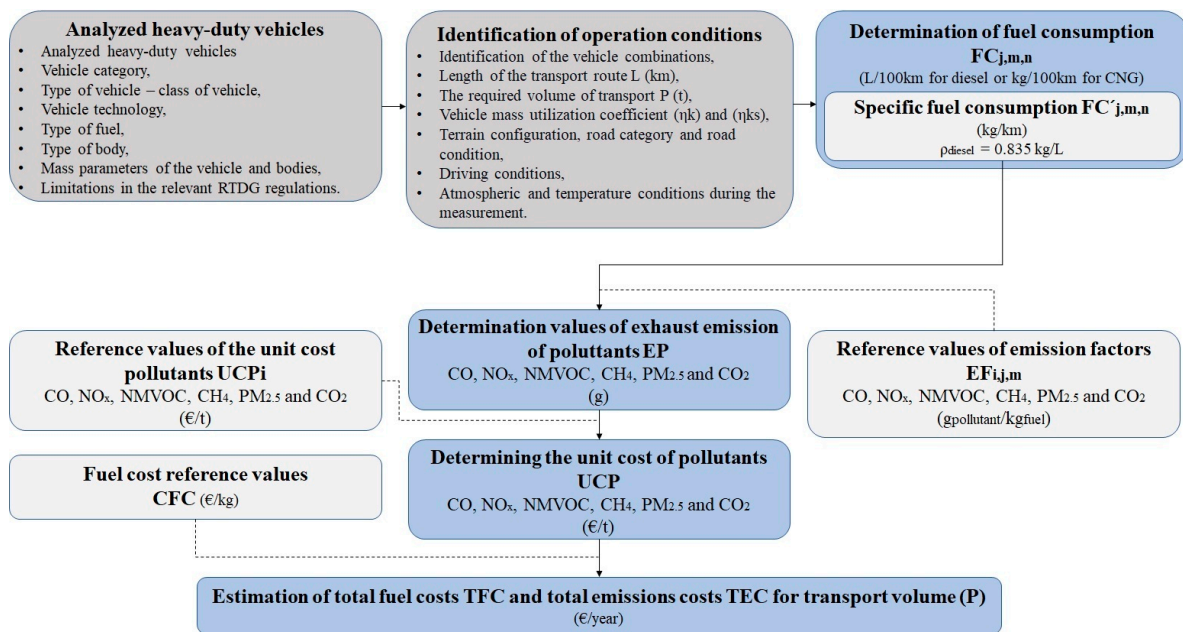 Analyzed heavy-duty vehicles
• Analyzed heavy-duty vehicles
• Vehicle category,
• Type of vehicle – class of vehicle,
• Vehicle technology,
• Type of fuel,
• Type of body,
• Mass parameters of the vehicle and bodies,
• Limitations in the relevant RTDG regulations.
Identification of operation conditions
• Identification of the vehicle combinations,
• Length of the transport route L (km),
• The required volume of transport P (t),
• Vehicle mass utilization coefficient (ηk) and (ηks),
• Terrain configuration, road category and road
condition,
• Driving conditions,
• Atmospheric and temperature conditions during the
measurement.
Determination of fuel consumption
FCj,m,n
(L/100km for diesel or kg/100km for CNG)
Specific fuel consumption FC´j,m,n
(kg/km)
ρdiesel = 0.835 kg/L
Reference values of the unit cost
pollutants UCPi
CO, NOx, NMVOC, CH4, PM2.5 and CO2
(€/t)
Determination values of exhaust emission
of poluttants EP
CO, NOx, NMVOC, CH4, PM2.5 and CO2
(g)
Reference values of emission factors
EFi,j,m
CO, NOx, NMVOC, CH4, PM2.5 and CO2
(gpollutant/kgfuel)
Fuel cost reference values
CFC (€/kg)
Determining the unit cost of pollutants
UCP
CO, NOx, NMVOC, CH4, PM2.5 and CO2
(€/t)
Estimation of total fuel costs TFC and total emissions costs TEC for transport volume (P)
(€/year)